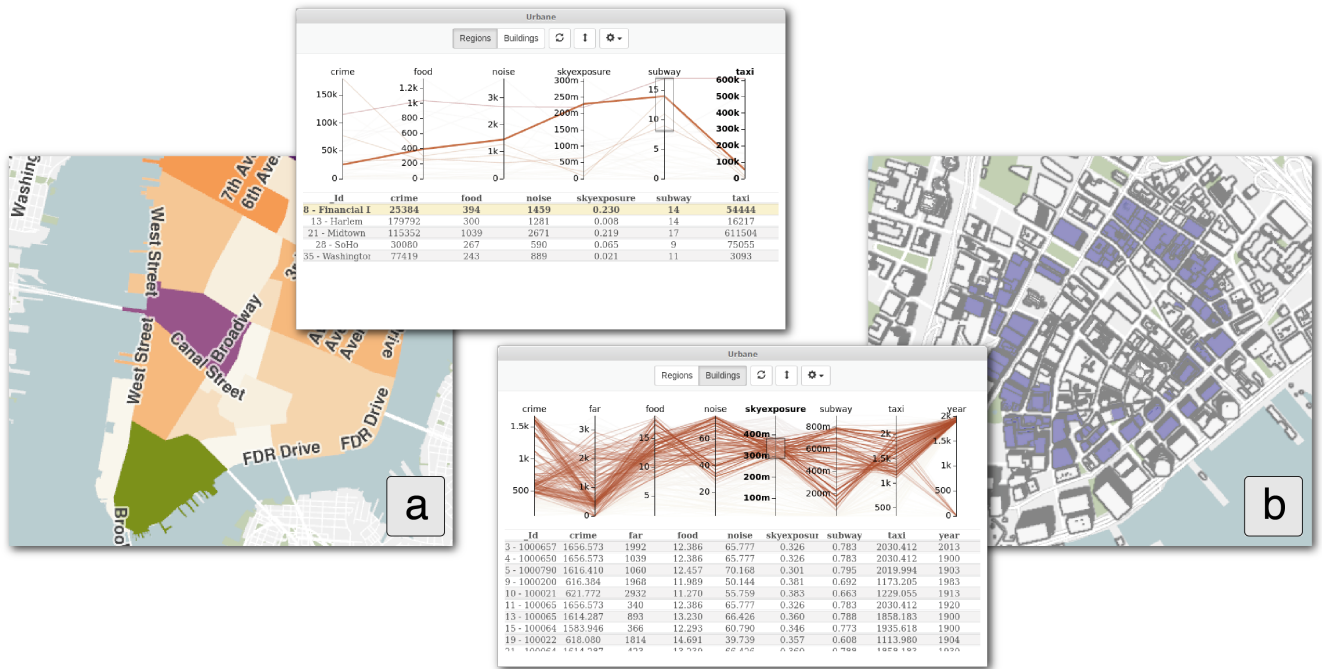 Urbane
Regions Buildings
crime food noise skyexposure subway taxi
150k 100k 50k 0
1.2k 1k 800 600 400 200 0
3k 2k 1k 0
300m 250m 200m 150m 100m 50m 0
15 10 5 0
600k 500k 400k 300k 200k 100k 0
_Id crime food noise skyexposure subway taxi
8 - Financial I 25384 394 1459 0.230 14 54444
13 - Harlem 179792 300 1281 0.008 14 16217
21 - Midtown 115352 1039 2671 0.219 17 611504
28 - SoHo 30080 267 590 0.065 9 75055
35 - Washingtor 77419 243 889 0.021 11 3093
Washing
7th Av
6th Ave
West Street
3r
Broadway
Canal Street
West Street
Av
Ave
Aven
Drive
FDR Drive
FDR Drive
Broo
a
Urbane
Regions Buildings
crime far food noise skyexposure subway taxi year
1.5k 1k 500
3k 2k 1k 0
15 10 5
60 40 20
400m 300m 200m 100m
800m 600m 400m 200m
2k 1.5k 1k 500
2k 0
_Id crime far food noise skyexposur subway taxi year
3 - 1000657 1656.573 1992 12.386 65.777 0.326 0.783 2030.412 2013
4 - 1000650 1656.573 1039 12.386 65.777 0.326 0.783 2030.412 1900
5 - 1000790 1616.410 1060 12.457 70.168 0.301 0.795 2019.994 1903
9 - 1000200 616.384 1968 11.989 50.144 0.381 0.692 1173.205 1983
10 - 100021 621.772 2932 11.270 55.759 0.383 0.663 1229.055 1913
11 - 100065 1656.573 340 12.386 65.777 0.326 0.783 2030.412 1920
13 - 100065 1614.287 893 13.230 66.426 0.360 0.788 1858.183 1900
15 - 100064 1583.946 366 12.293 60.790 0.346 0.773 1935.618 1900
19 - 100022 618.080 1814 14.691 39.739 0.357 0.608 1113.980 1904
b